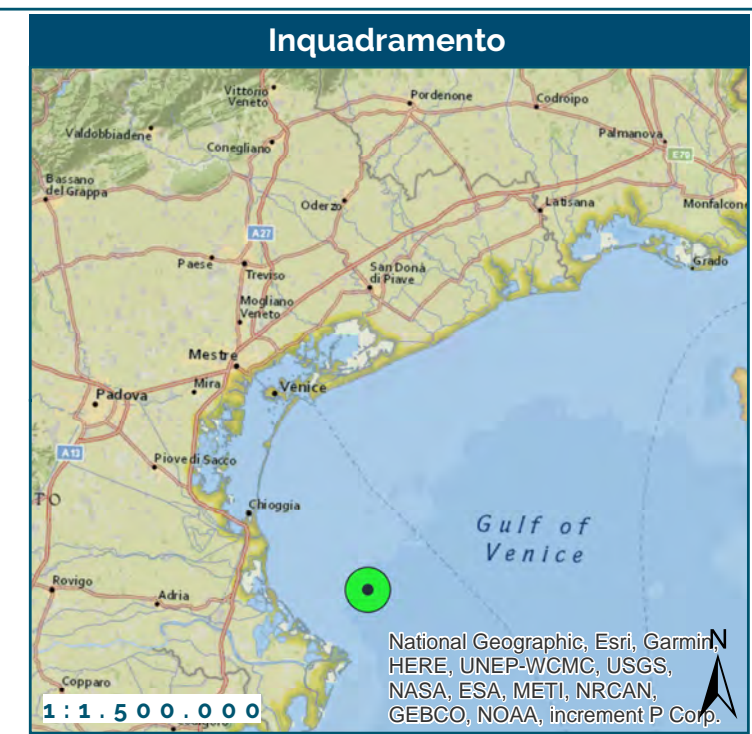 Inquadramento
Vittorio
Veneto
Pordenone
Codroipo
Valdobbiadene
Conegliano
Palmanova
E70
Bassano
del Grappa
Oderzo
Latisana
Monfalcone
A27
Paese
Treviso
San Donà
di Piave
Grado
Mogliano
Veneto
Mestre
Mira
Venice
Padova
A13
Piove di Sacco
TO
Chioggia
Gulf of
Venice
Rovigo
Adria
Copparo
National Geographic, Esri, Garmin,
HERE, UNEP-WCMC, USGS,
NASA, ESA, METI, NRCAN,
GEBCO, NOAA, increment P Corp.
N
1:1.500.000